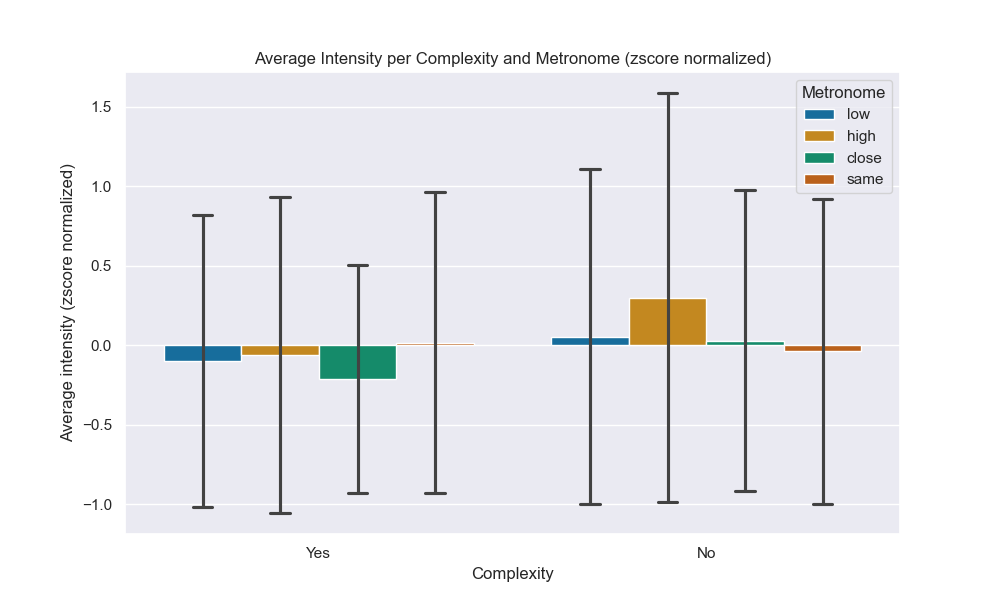 Average Intensity per Complexity and Metronome (zscore normalized)
Metronome
low
high
close
same
1.5
1.0
0.5
0.0
−0.5
−1.0
Average intensity (zscore normalized)
Yes
No
Complexity